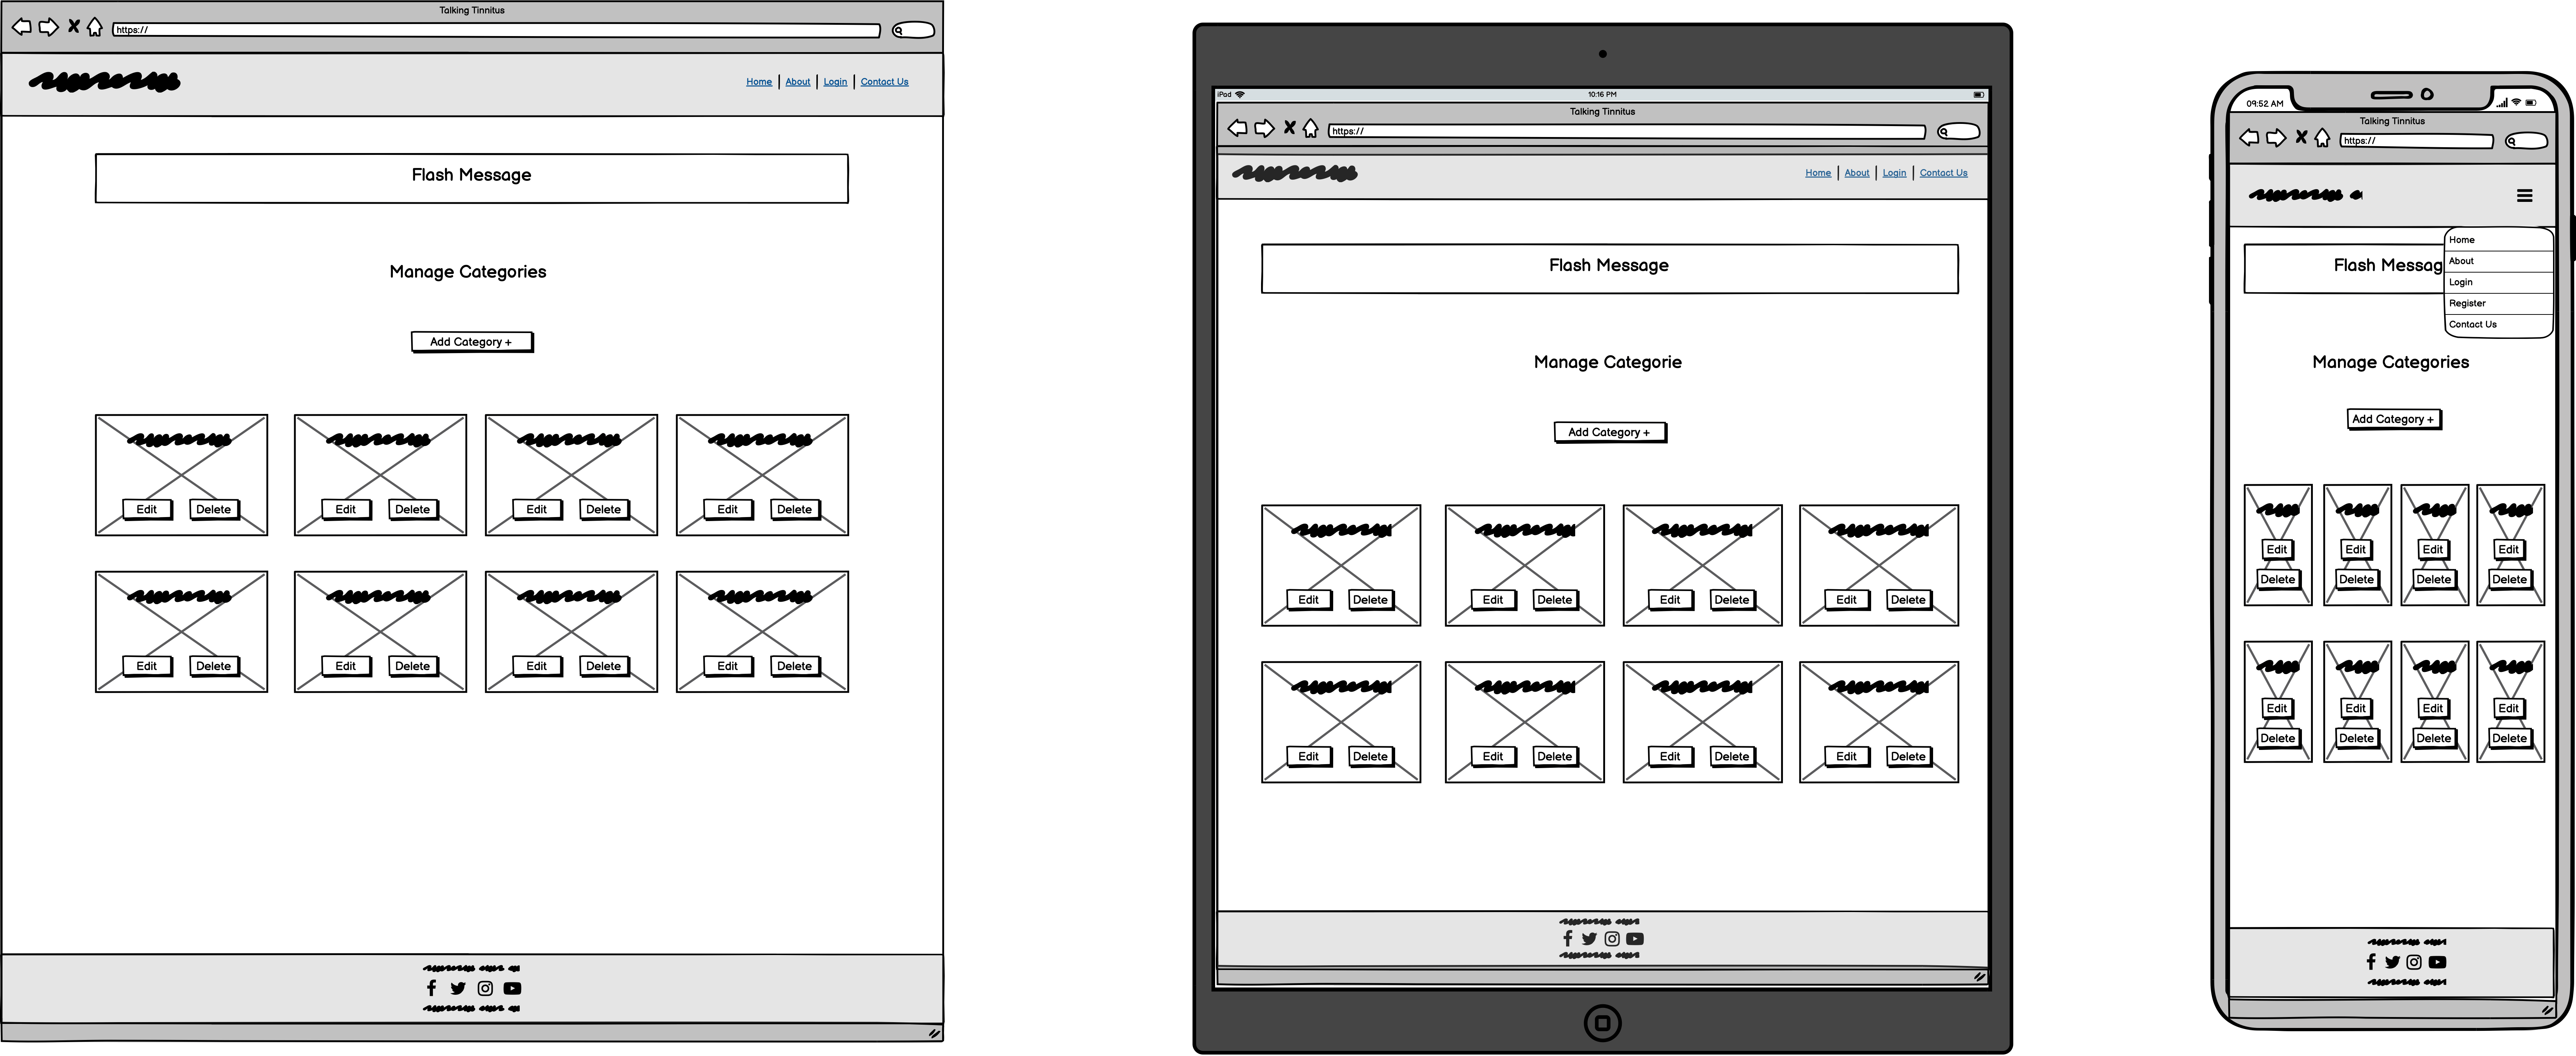 Talking Tinnitus
https://
Home | About | Login | Contact Us
Flash Message
Manage Categories
Add Category +
Edit Delete Edit Delete Edit Delete Edit Delete
Edit Delete Edit Delete Edit Delete Edit Delete
iPad 10:16 PM
Talking Tinnitus
https://
Home | About | Login | Contact Us
Flash Message
Manage Categorie
Add Category +
Edit Delete Edit Delete Edit Delete Edit Delete
Edit Delete Edit Delete Edit Delete Edit Delete
09:52 AM
Talking Tinnitus
https://
Home
Flash Messag
About
Login
Register
Contact Us
Manage Categories
Add Category +
Edit Edit Edit Edit
Delete Delete Delete Delete
Edit Edit Edit Edit
Delete Delete Delete Delete